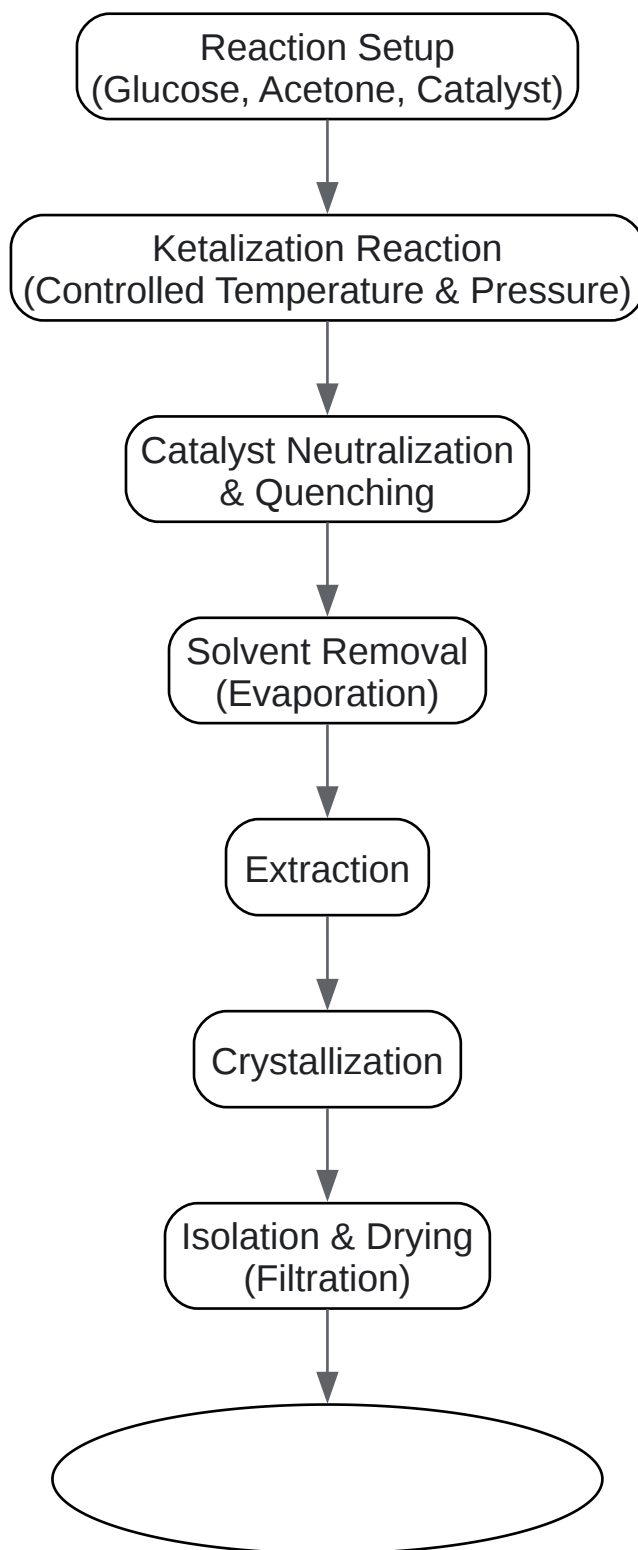 Reaction Setup
(Glucose, Acetone, Catalyst)
Ketalization Reaction
(Controlled Temperature & Pressure)
Catalyst Neutralization
& Quenching
Solvent Removal
(Evaporation)
Extraction
Crystallization
Isolation & Drying
(Filtration)